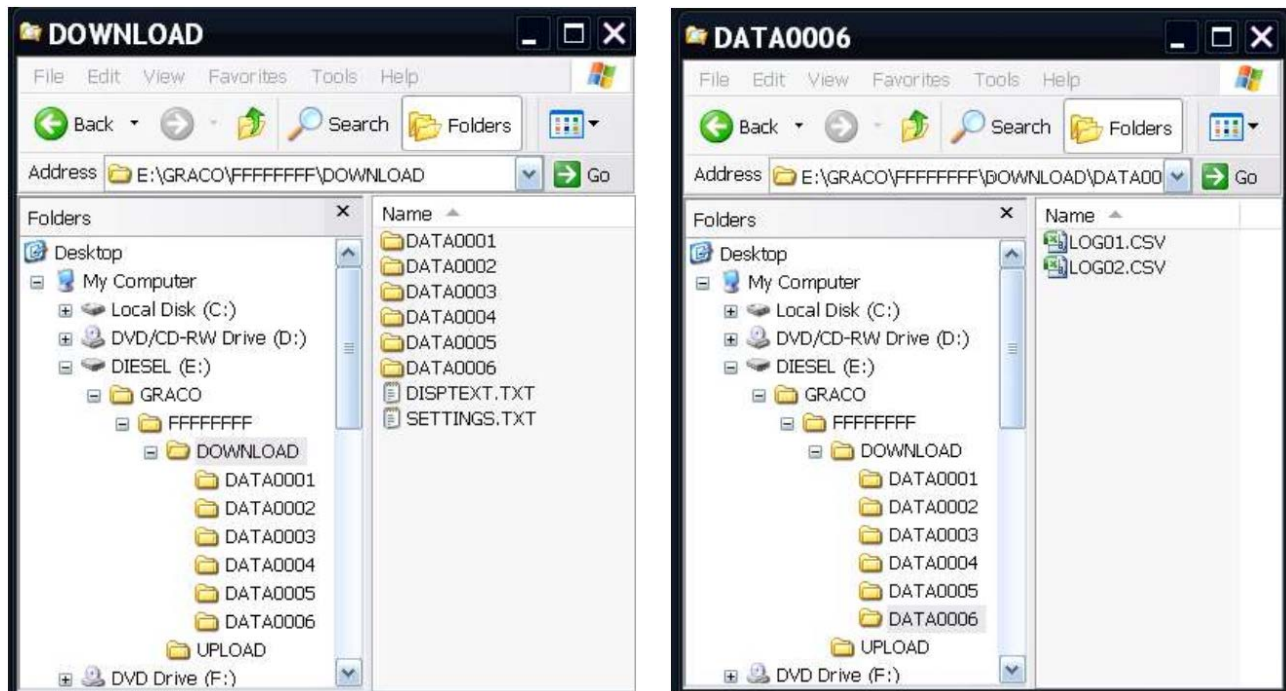 DOWNLOAD
File Edit View Favorites Tools Help
Back Search Folders
Address E:\GRACO\FFFFFFFF\DOWNLOAD Go
Folders
Desktop
My Computer
Local Disk (C:)
DVD/CD-RW Drive (D:)
DIESEL (E:)
GRACO
FFFFFFFF
DOWNLOAD
DATA0001
DATA0002
DATA0003
DATA0004
DATA0005
DATA0006
UPLOAD
DVD Drive (F:)
Name
DATA0001
DATA0002
DATA0003
DATA0004
DATA0005
DATA0006
DISPTEXT.TXT
SETTINGS.TXT
DATA0006
File Edit View Favorites Tools Help
Back Search Folders
Address E:\GRACO\FFFFFFFF\DOWNLOAD\DATA00 Go
Folders
Desktop
My Computer
Local Disk (C:)
DVD/CD-RW Drive (D:)
DIESEL (E:)
GRACO
FFFFFFFF
DOWNLOAD
DATA0001
DATA0002
DATA0003
DATA0004
DATA0005
DATA0006
UPLOAD
DVD Drive (F:)
Name
LOG01.CSV
LOG02.CSV